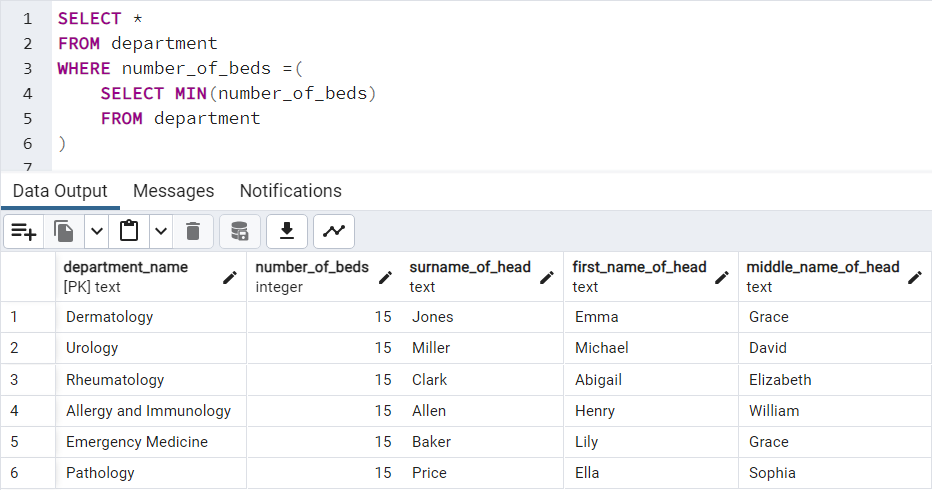 1 SELECT *
2 FROM department
3 WHERE number_of_beds =(
4 SELECT MIN(number_of_beds)
5 FROM department
6 )
7
Data Output Messages Notifications
department_name number_of_beds surname_of_head first_name_of_head middle_name_of_head
[PK] text integer text text text
1 Dermatology 15 Jones Emma Grace
2 Urology 15 Miller Michael David
3 Rheumatology 15 Clark Abigail Elizabeth
4 Allergy and Immunology 15 Allen Henry William
5 Emergency Medicine 15 Baker Lily Grace
6 Pathology 15 Price Ella Sophia